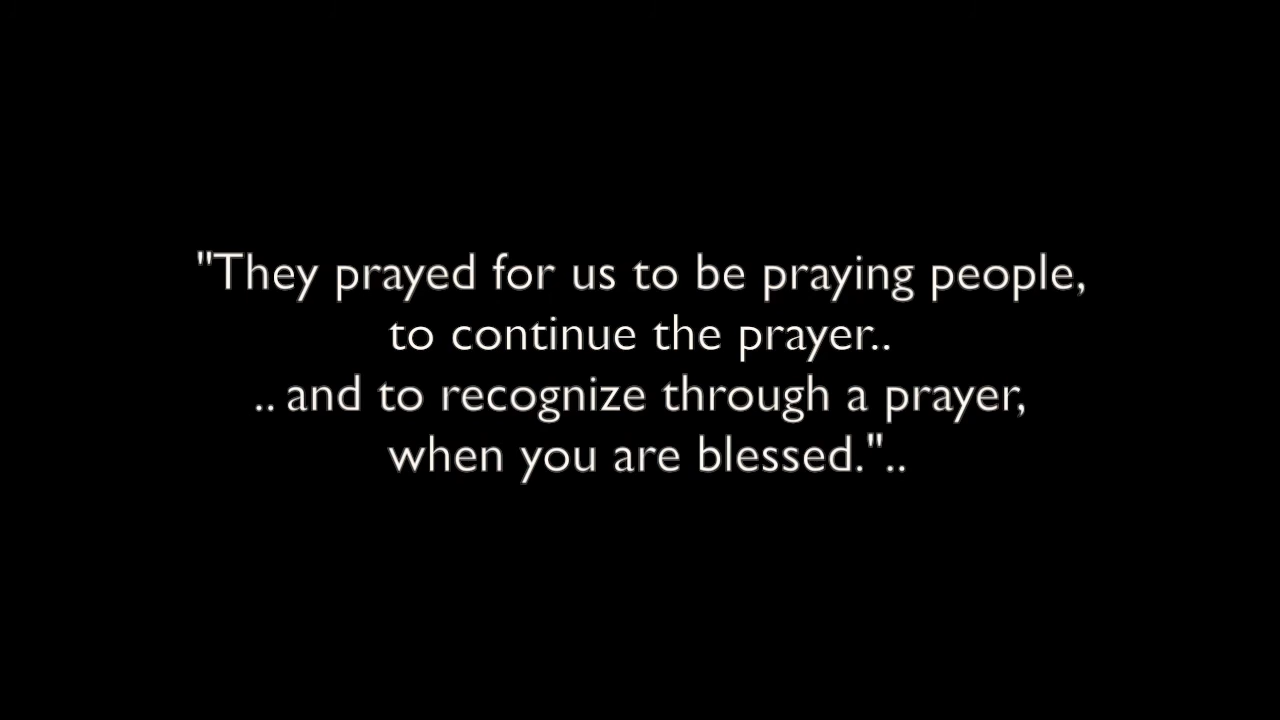 "They prayed for us to be praying people,
to continue the prayer..
.. and to recognize through a prayer,
when you are blessed."..